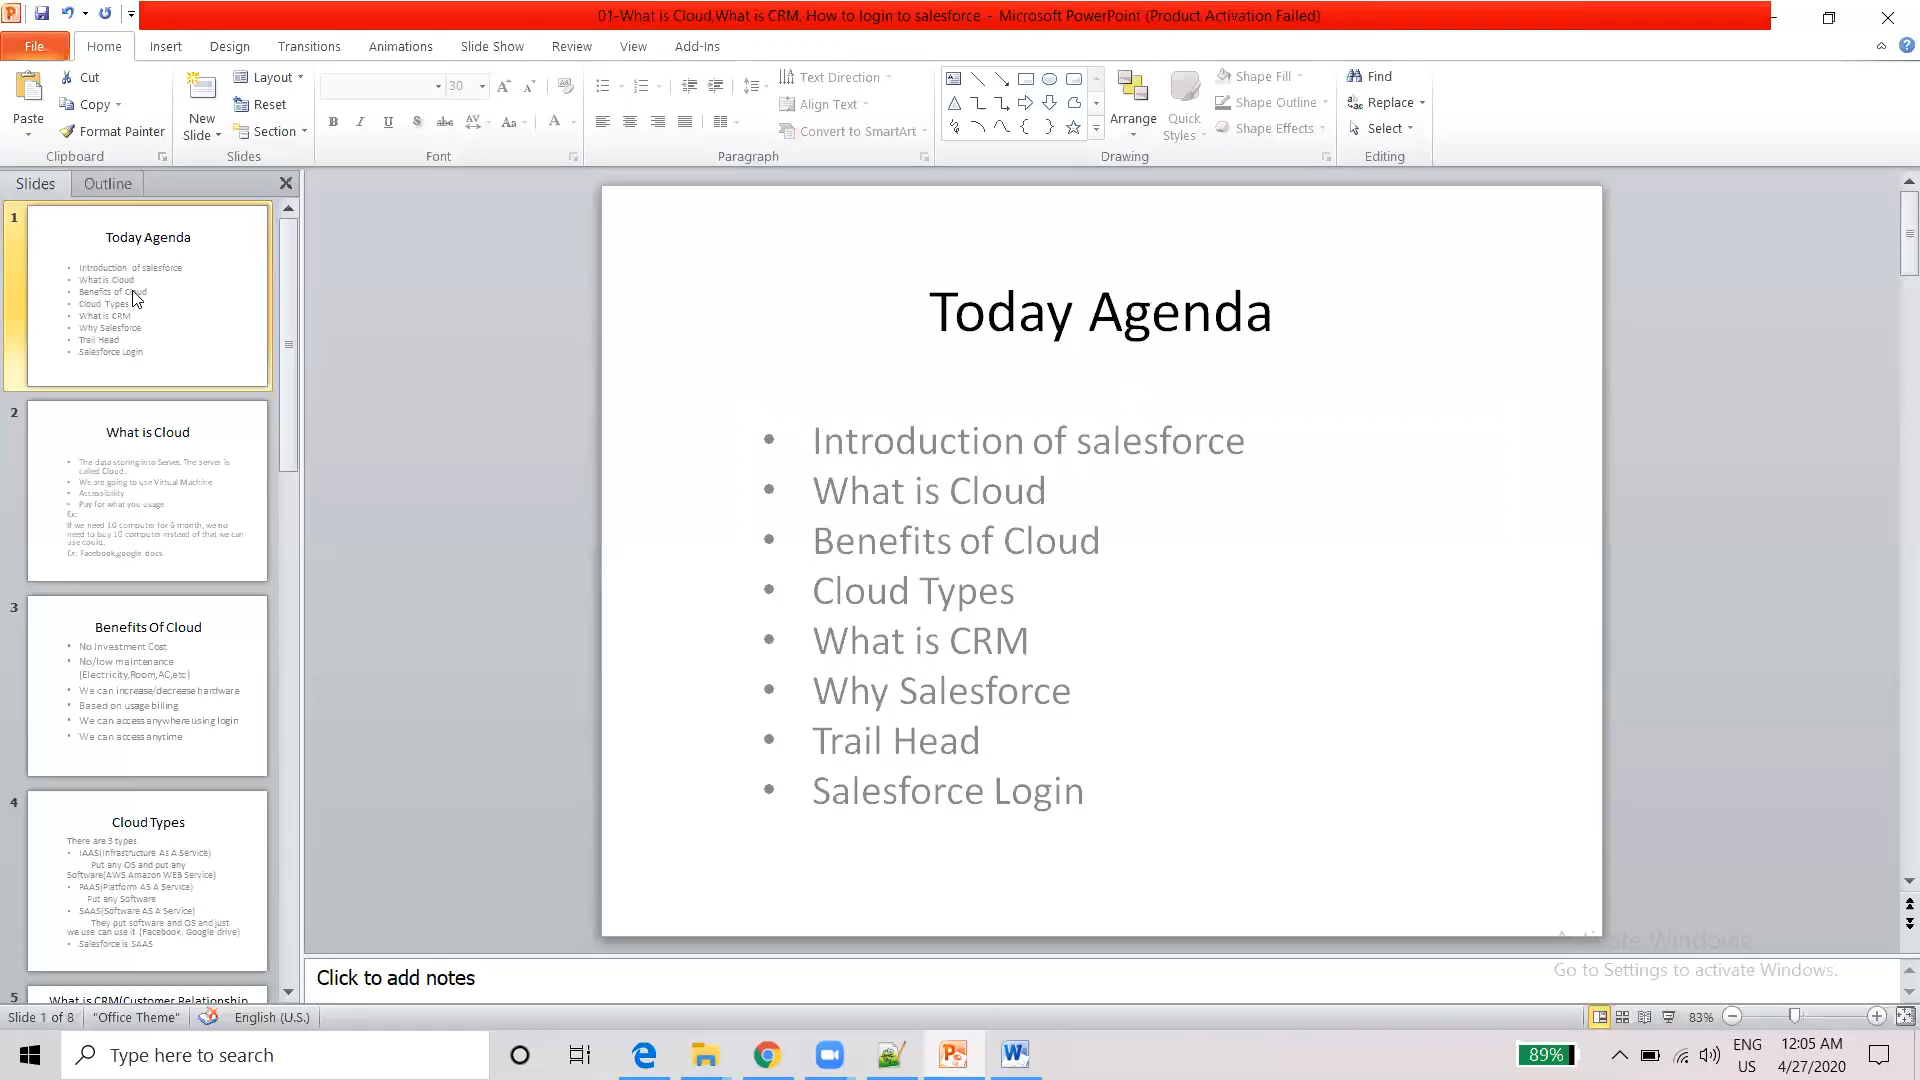 01-What is Cloud,What is CRM, How to login to salesforce - Microsoft PowerPoint (Product Activation Failed)
File Home Insert Design Transitions Animations Slide Show Review View Add-Ins
Paste
Cut
Copy
Format Painter
Clipboard
New
Slide
Layout
Reset
Section
Slides
30
B I U S abc AV Aa A
Font
Text Direction
Align Text
Convert to SmartArt
Paragraph
Arrange
Quick
Styles
Shape Fill
Shape Outline
Shape Effects
Drawing
Find
Replace
Select
Editing
Slides Outline
1
Today Agenda
• Introduction of salesforce
• What is Cloud
• Benefits of Cloud
• Cloud Types
• What is CRM
• Why Salesforce
• Trail Head
• Salesforce Login
2
What is Cloud
• The data storing into Server. The server is
called Cloud.
• We are going to use Virtual Machine
• Accessibility
• Pay for what you usage
Ex:
If we need 10 computer for 6 month, we no
need to buy 10 computer instead of that we can
use could.
Ex: Facebook,google docs
3
Benefits Of Cloud
• No Investment Cost
• No/low maintenance
(Electricity,Room,AC,etc)
• We can increase/decrease hardware
• Based on usage billing
• We can access anywhere using login
• We can access anytime
4
Cloud Types
There are 3 types
• IAAS(Infrastructure As A Service)
Put any OS and put any
Software(AWS Amazon WEB Service)
• PAAS(Platform AS A Service)
Put any Software
• SAAS(Software AS A Service)
They put software and OS and just
we use can use it (Facebook, Google drive)
• Salesforce is SAAS
5
What is CRM(Customer Relationship
Today Agenda
• Introduction of salesforce
• What is Cloud
• Benefits of Cloud
• Cloud Types
• What is CRM
• Why Salesforce
• Trail Head
• Salesforce Login
Activate Windows
Go to Settings to activate Windows.
Click to add notes
Slide 1 of 8 "Office Theme" English (U.S.) 83%
Type here to search
89%
ENG
US
12:05 AM
4/27/2020